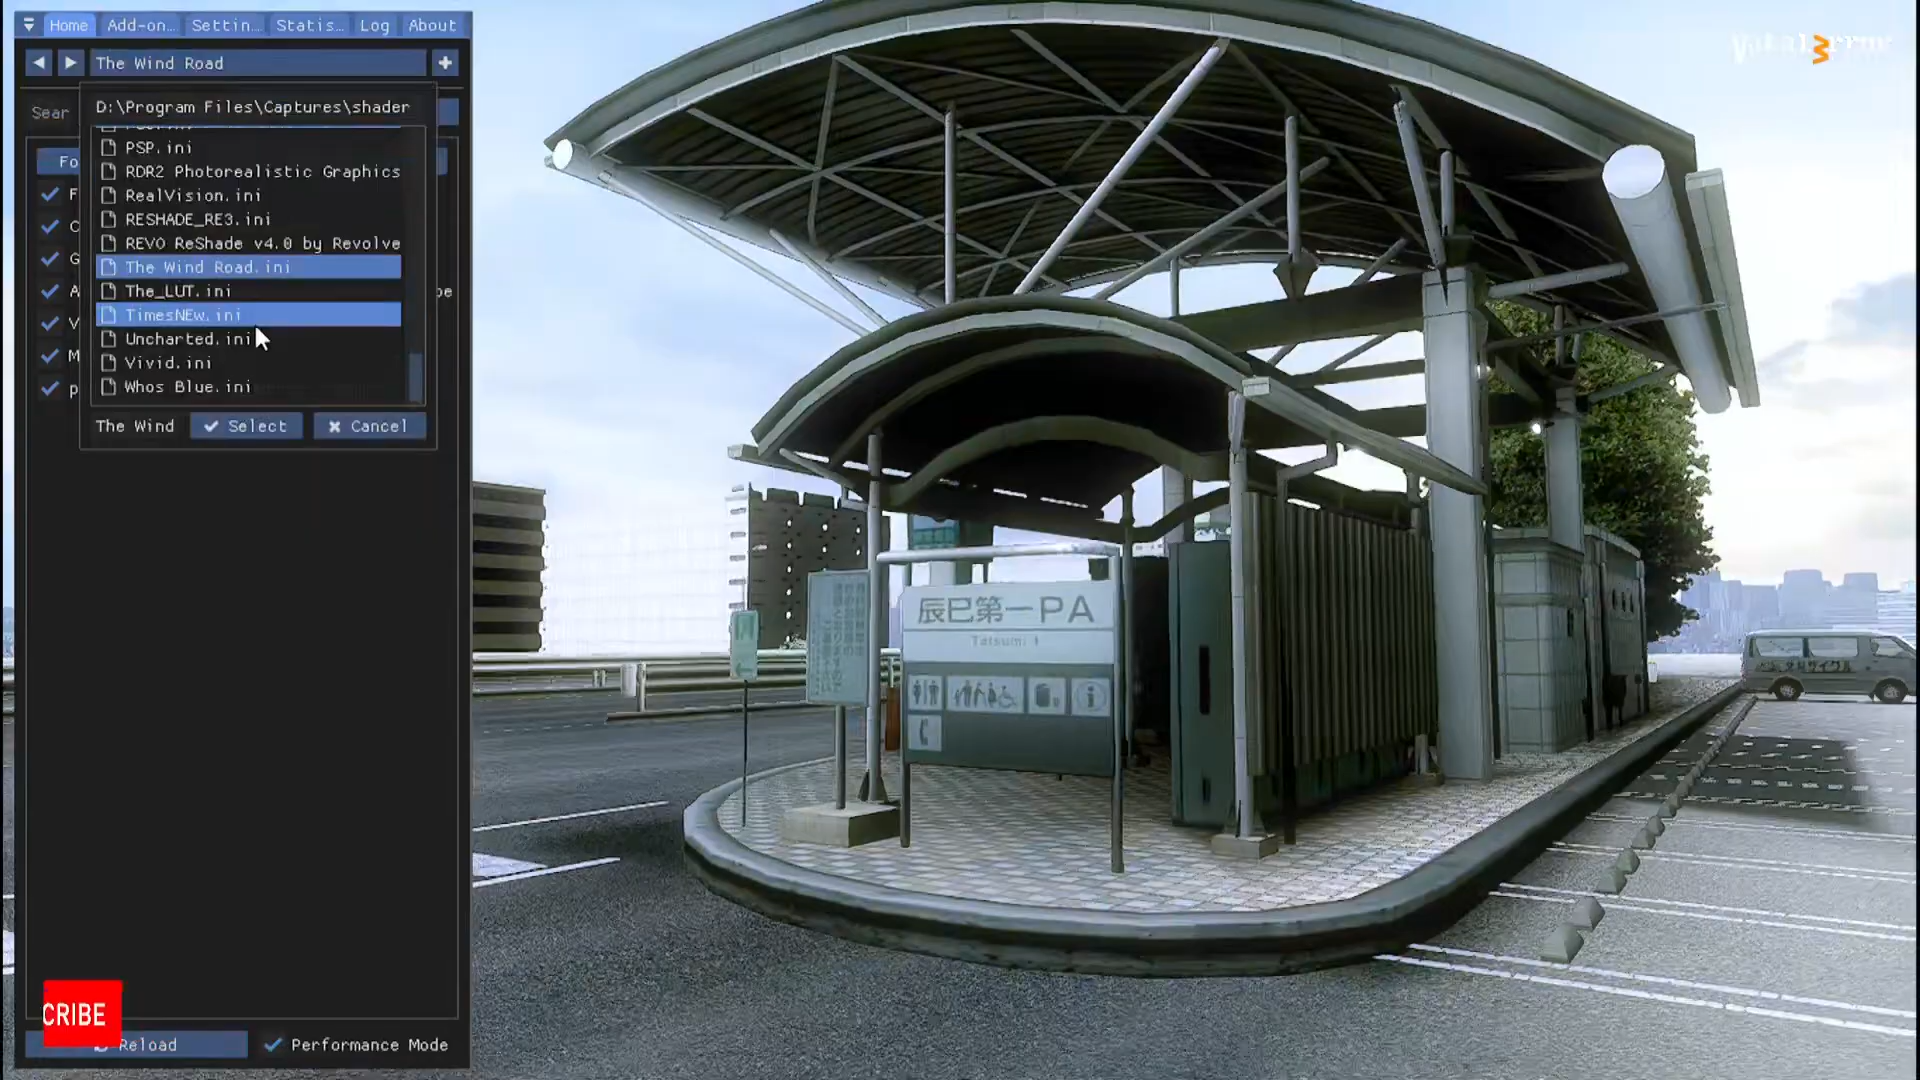 Home Add-on… Settin… Statis… Log About
The Wind Road
Sear
D:\Program Files\Captures\shader
PSP.ini
Fo
RDR2 Photorealistic Graphics
F
RealVision.ini
RESHADE_RE3.ini
C
REVO ReShade v4.0 by Revolve
G
The Wind Road.ini
A
The_LUT.ini
V
TimesNEw.ini
Uncharted.ini
M
Vivid.ini
p
Whos Blue.ini
The Wind Select Cancel
辰巳第一PA
Tatsumi 1
CRIBE
Reload Performance Mode